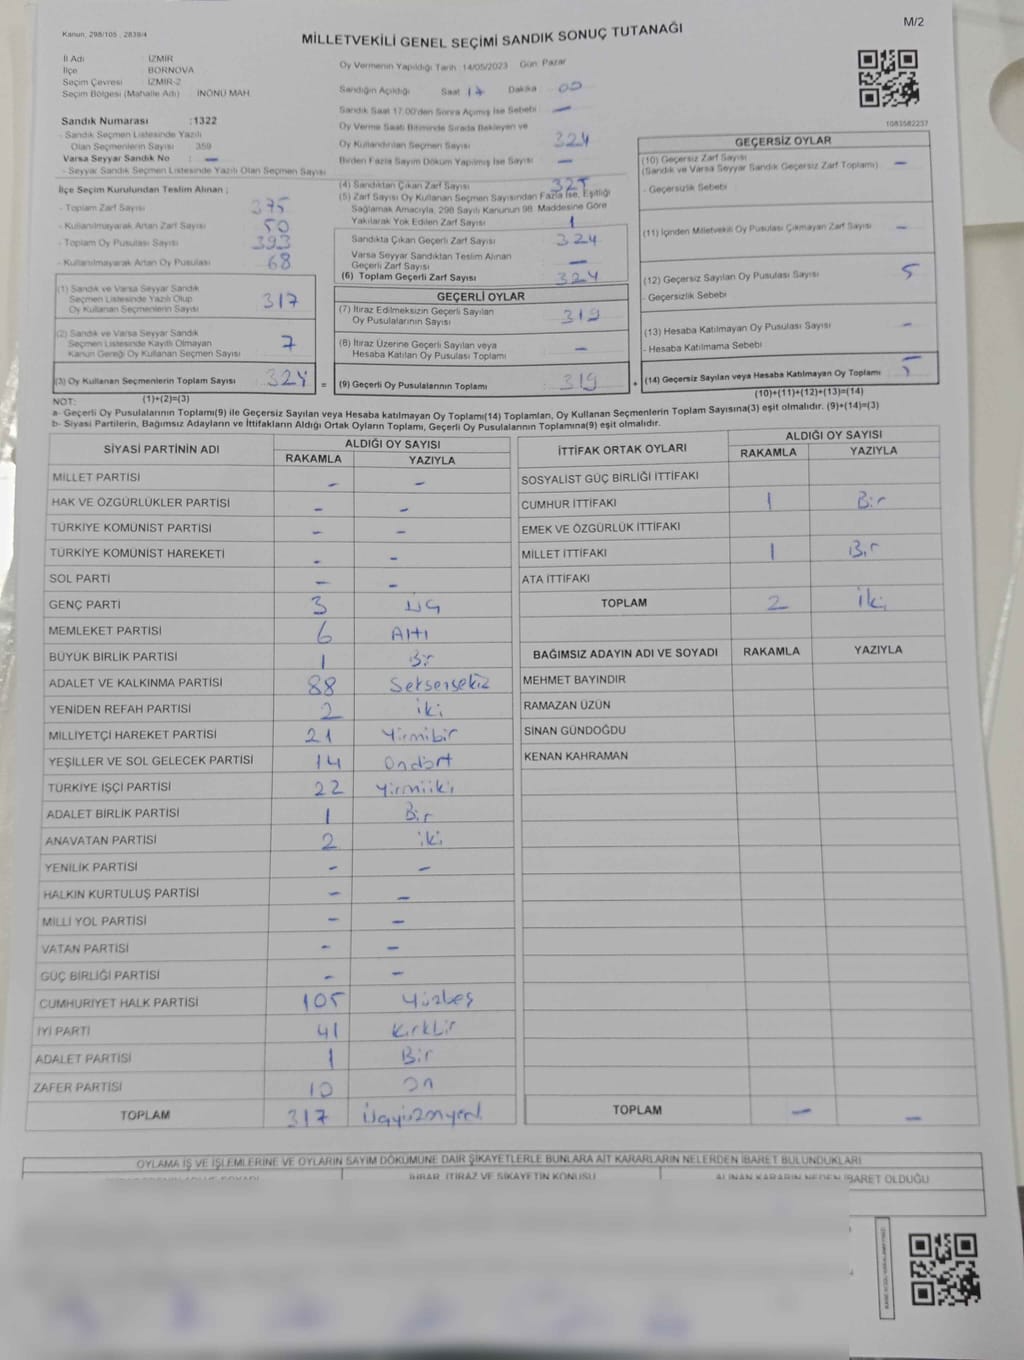 Kanun, 298/105 , 2839/4
M/2
MİLLETVEKİLİ GENEL SEÇİMİ SANDIK SONUÇ TUTANAĞI
İl Adı : İZMİR
İlçe BORNOVA
Seçim Çevresi : İZMİR-2
Seçim Bölgesi (Mahalle Adı) : İNÖNÜ MAH.
Sandık Numarası :1322
- Sandık Seçmen Listesinde Yazılı
Olan Seçmenlerin Sayısı 359
Varsa Seyyar Sandık No : -
- Seyyar Sandık Seçmen Listesinde Yazılı Olan Seçmen Sayısı
İlçe Seçim Kurulundan Teslim Alınan ;
- Toplam Zarf Sayısı 375
- Kullanılmayarak Artan Zarf Sayısı 50
- Toplam Oy Pusulası Sayısı 393
- Kullanılmayarak Artan Oy Pusulası 68
(1) Sandık ve Varsa Seyyar Sandık
Seçmen Listesinde Yazılı Olup
Oy Kullanan Seçmenlerin Sayısı 317
(2) Sandık ve Varsa Seyyar Sandık
Seçmen Listesinde Kayıtlı Olmayan
Kanun Gereği Oy Kullanan Seçmen Sayısı 7
(3) Oy Kullanan Seçmenlerin Toplam Sayısı 324 =
Oy Vermenin Yapıldığı Tarih :14/05/2023 Gün Pazar
Sandığın Açıldığı Saat 17 Dakika 00
Sandık Saat 17:00'den Sonra Açılmış İse Sebebi -
Oy Verme Saati Bitiminde Sırada Bekleyen ve
Oy Kullandırılan Seçmen Sayısı 324
Birden Fazla Sayım Döküm Yapılmış İse Sayısı -
(4) Sandıktan Çıkan Zarf Sayısı 325
(5) Zarf Sayısı Oy Kullanan Seçmen Sayısından Fazla İse, Eşitliği
Sağlamak Amacıyla, 298 Sayılı Kanunun 98. Maddesine Göre
Yakılarak Yok Edilen Zarf Sayısı 1
Sandıkta Çıkan Geçerli Zarf Sayısı 324
Varsa Seyyar Sandıktan Teslim Alınan
Geçerli Zarf Sayısı -
(6) Toplam Geçerli Zarf Sayısı 324
GEÇERLİ OYLAR
(7) İtiraz Edilmeksizin Geçerli Sayılan
Oy Pusulalarının Sayısı 319
(8) İtiraz Üzerine Geçerli Sayılan veya
Hesaba Katılan Oy Pusulası Toplamı -
(9) Geçerli Oy Pusulalarının Toplamı 319 +
1083582237
GEÇERSİZ OYLAR
(10) Geçersiz Zarf Sayısı
(Sandık ve Varsa Seyyar Sandık Geçersiz Zarf Toplamı) -
- Geçersizlik Sebebi
(11) İçinden Milletvekili Oy Pusulası Çıkmayan Zarf Sayısı -
(12) Geçersiz Sayılan Oy Pusulası Sayısı 5
- Geçersizlik Sebebi
(13) Hesaba Katılmayan Oy Pusulası Sayısı -
- Hesaba Katılmama Sebebi
(14) Geçersiz Sayılan veya Hesaba Katılmayan Oy Toplamı 5
(10)+(11)+(12)+(13)=(14)
NOT: (1)+(2)=(3)
a- Geçerli Oy Pusulalarının Toplamı(9) ile Geçersiz Sayılan veya Hesaba katılmayan Oy Toplamı(14) Toplamları, Oy Kullanan Seçmenlerin Toplam Sayısına(3) eşit olmalıdır. (9)+(14)=(3)
b- Siyasi Partilerin, Bağımsız Adayların ve İttifakların Aldığı Ortak Oyların Toplamı, Geçerli Oy Pusulalarının Toplamına(9) eşit olmalıdır.
SİYASİ PARTİNİN ADI ALDIĞI OY SAYISI
RAKAMLA YAZIYLA
MİLLET PARTİSİ - -
HAK VE ÖZGÜRLÜKLER PARTİSİ - -
TÜRKİYE KOMÜNİST PARTİSİ - -
TÜRKİYE KOMÜNİST HAREKETİ - -
SOL PARTİ - -
GENÇ PARTİ 3 Üç
MEMLEKET PARTİSİ 6 Altı
BÜYÜK BİRLİK PARTİSİ 1 Bir
ADALET VE KALKINMA PARTİSİ 88 Seksensekiz
YENİDEN REFAH PARTİSİ 2 iki
MİLLİYETÇİ HAREKET PARTİSİ 21 Yirmibir
YEŞİLLER VE SOL GELECEK PARTİSİ 14 Ondört
TÜRKİYE İŞÇİ PARTİSİ 22 Yirmiiki
ADALET BİRLİK PARTİSİ 1 Bir
ANAVATAN PARTİSİ 2 iki
YENİLİK PARTİSİ - -
HALKIN KURTULUŞ PARTİSİ - -
MİLLİ YOL PARTİSİ - -
VATAN PARTİSİ - -
GÜÇ BİRLİĞİ PARTİSİ - -
CUMHURİYET HALK PARTİSİ 105 Yüzbeş
İYİ PARTİ 41 Kırkbir
ADALET PARTİSİ 1 Bir
ZAFER PARTİSİ 10 On
TOPLAM 317 üçyüzonyedi
İTTİFAK ORTAK OYLARI ALDIĞI OY SAYISI
RAKAMLA YAZIYLA
SOSYALİST GÜÇ BİRLİĞİ İTTİFAKI
CUMHUR İTTİFAKI 1 Bir
EMEK VE ÖZGÜRLÜK İTTİFAKI
MİLLET İTTİFAKI 1 Bir
ATA İTTİFAKI
TOPLAM 2 iki
BAĞIMSIZ ADAYIN ADI VE SOYADI RAKAMLA YAZIYLA
MEHMET BAYINDIR
RAMAZAN ÜZÜN
SİNAN GÜNDOĞDU
KENAN KAHRAMAN
TOPLAM - -
OYLAMA İŞ VE İŞLEMLERİNE VE OYLARIN SAYIM DÖKÜMÜNE DAİR ŞİKAYETLERLE BUNLARA AİT KARARLARIN NELERDEN İBARET BULUNDUKLARI
İHBAR, İTİRAZ VE ŞİKAYETİN KONUSU ALINAN KARARIN NEDEN İBARET OLDUĞU